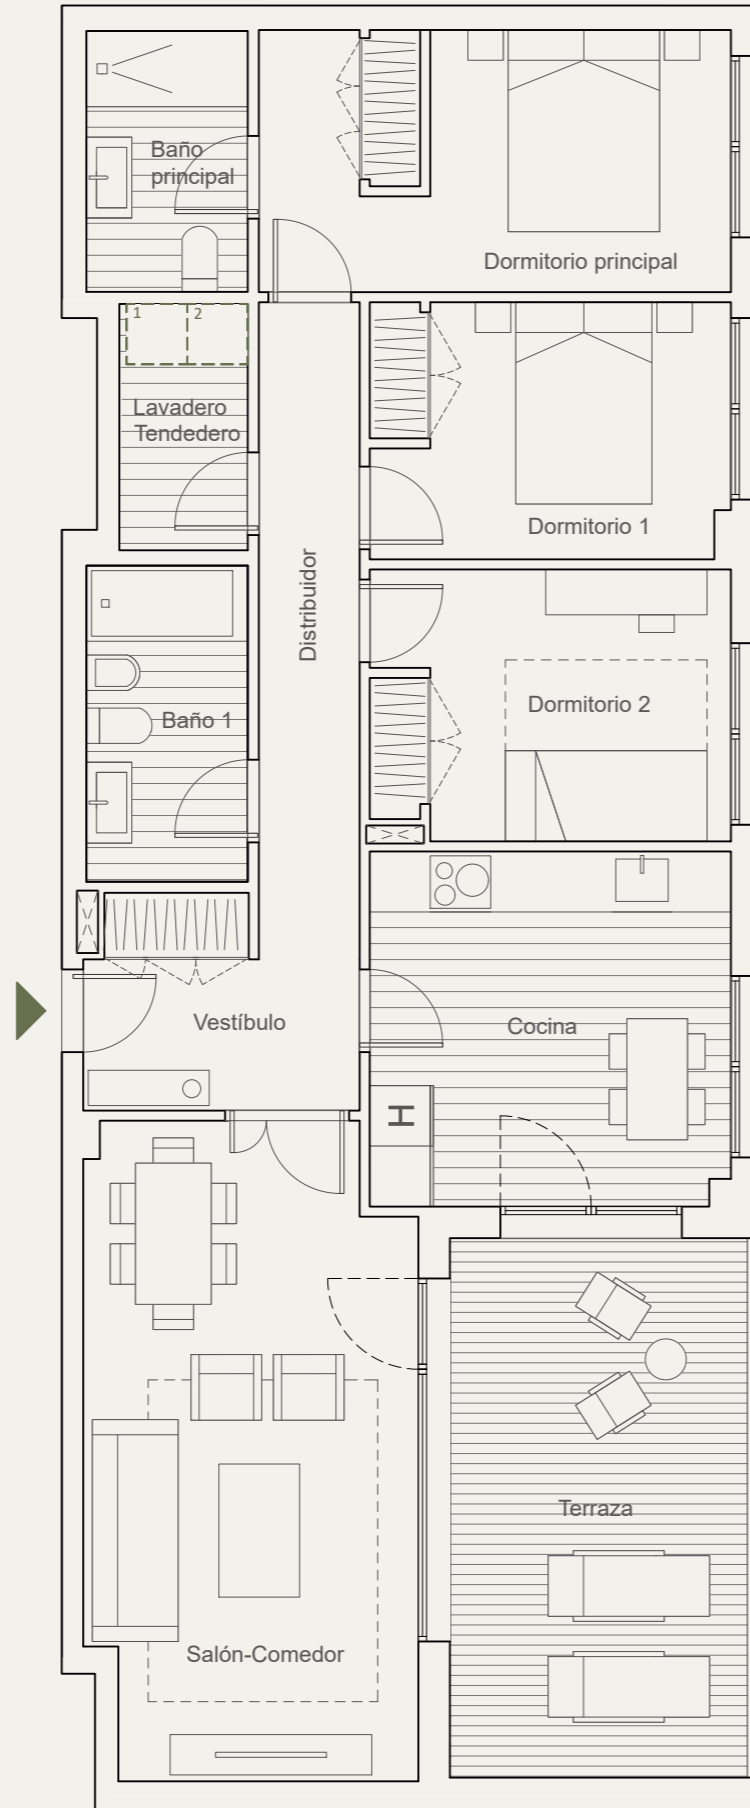 Baño
principal
Dormitorio principal
1
2
Lavadero
Tendedero
Dormitorio 1
Distribuidor
Dormitorio 2
Baño 1
Vestíbulo
Cocina
H
Terraza
Salón-Comedor